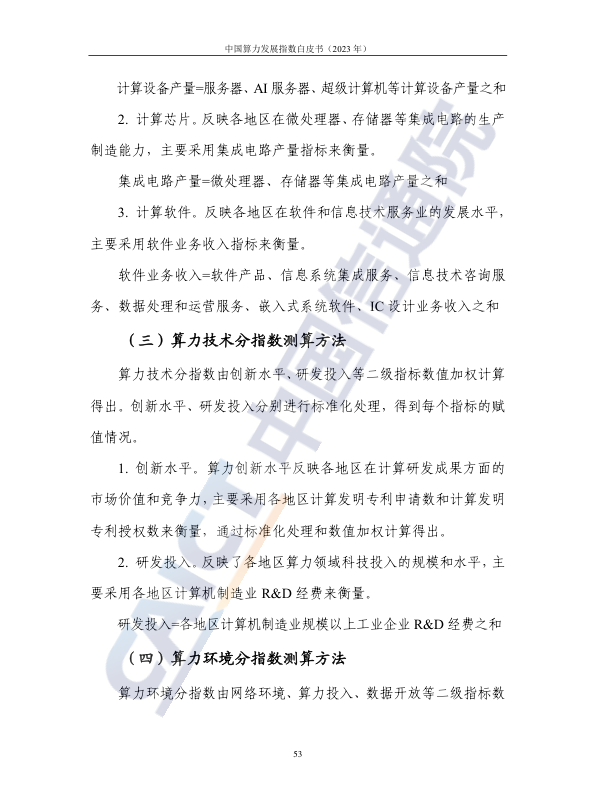 中国算力发展指数白皮书（2023 年）
计算设备产量=服务器、AI 服务器、超级计算机等计算设备产量之和
2. 计算芯片。反映各地区在微处理器、存储器等集成电路的生产
制造能力，主要采用集成电路产量指标来衡量。
集成电路产量=微处理器、存储器等集成电路产量之和
3. 计算软件。反映各地区在软件和信息技术服务业的发展水平，
主要采用软件业务收入指标来衡量。
软件业务收入=软件产品、信息系统集成服务、信息技术咨询服
务、数据处理和运营服务、嵌入式系统软件、IC 设计业务收入之和
（三）算力技术分指数测算方法
算力技术分指数由创新水平、研发投入等二级指标数值加权计算
得出。创新水平、研发投入分别进行标准化处理，得到每个指标的赋
值情况。
1. 创新水平。算力创新水平反映各地区在计算研发成果方面的
市场价值和竞争力，主要采用各地区计算发明专利申请数和计算发明
专利授权数来衡量，通过标准化处理和数值加权计算得出。
2. 研发投入。反映了各地区算力领域科技投入的规模和水平，主
要采用各地区计算机制造业 R&D 经费来衡量。
研发投入=各地区计算机制造业规模以上工业企业 R&D 经费之和
（四）算力环境分指数测算方法
算力环境分指数由网络环境、算力投入、数据开放等二级指标数
53
CAICT 中国信通院